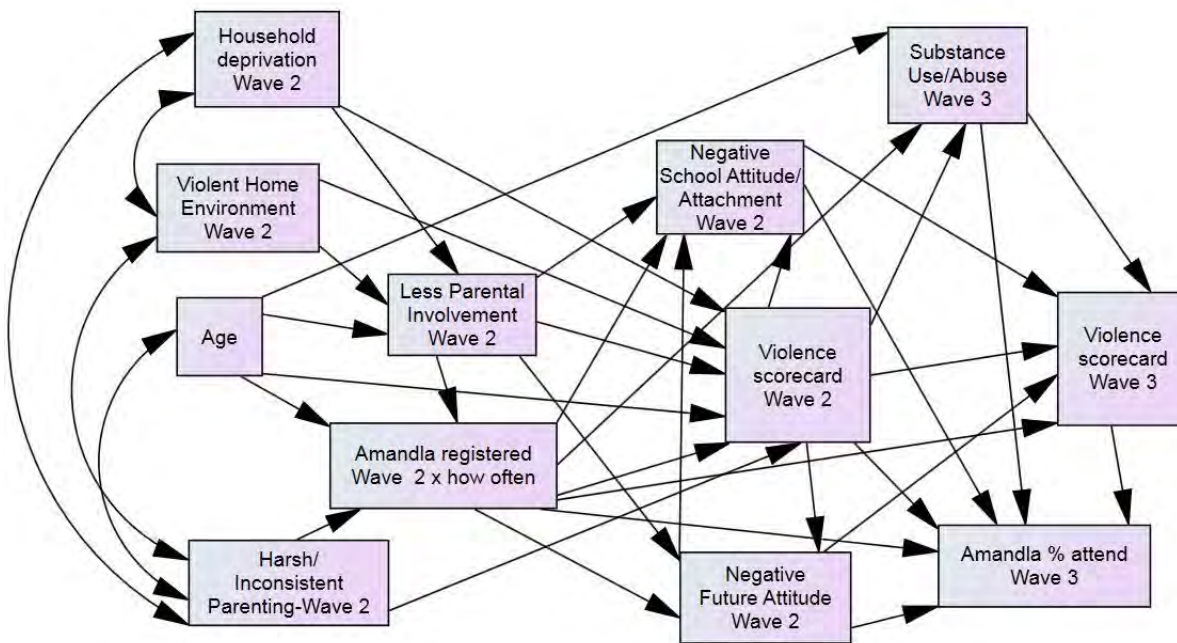 Household
deprivation
Wave 2
Substance
Use/Abuse
Wave 3
Negative
School Attitude/
Attachment
Wave 2
Violent Home
Environment
Wave 2
Less Parental
Involvement
Wave 2
Age
Violence
scorecard
Wave 2
Violence
scorecard
Wave 3
Amandla registered
Wave 2 x how often
Harsh/
Inconsistent
Parenting-Wave 2
Negative
Future Attitude
Wave 2
Amandla % attend
Wave 3